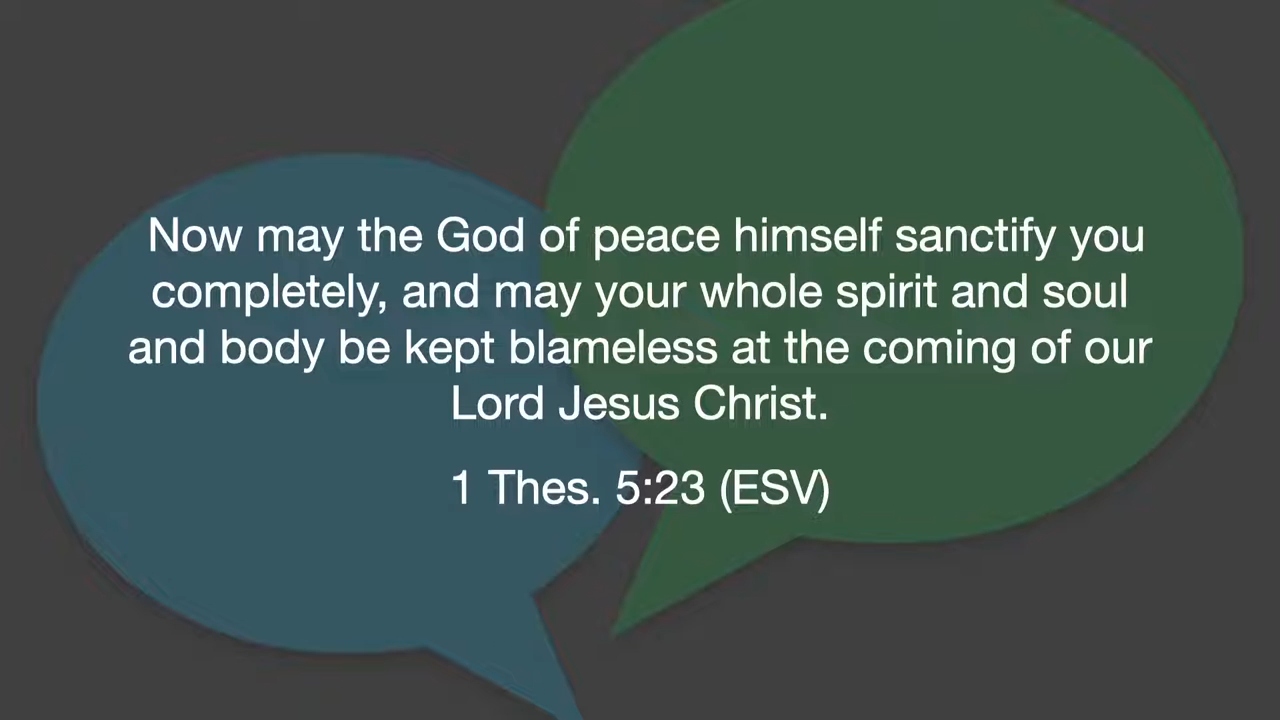 Now may the God of peace himself sanctify you
completely, and may your whole spirit and soul
and body be kept blameless at the coming of our
Lord Jesus Christ.
1 Thes. 5:23 (ESV)